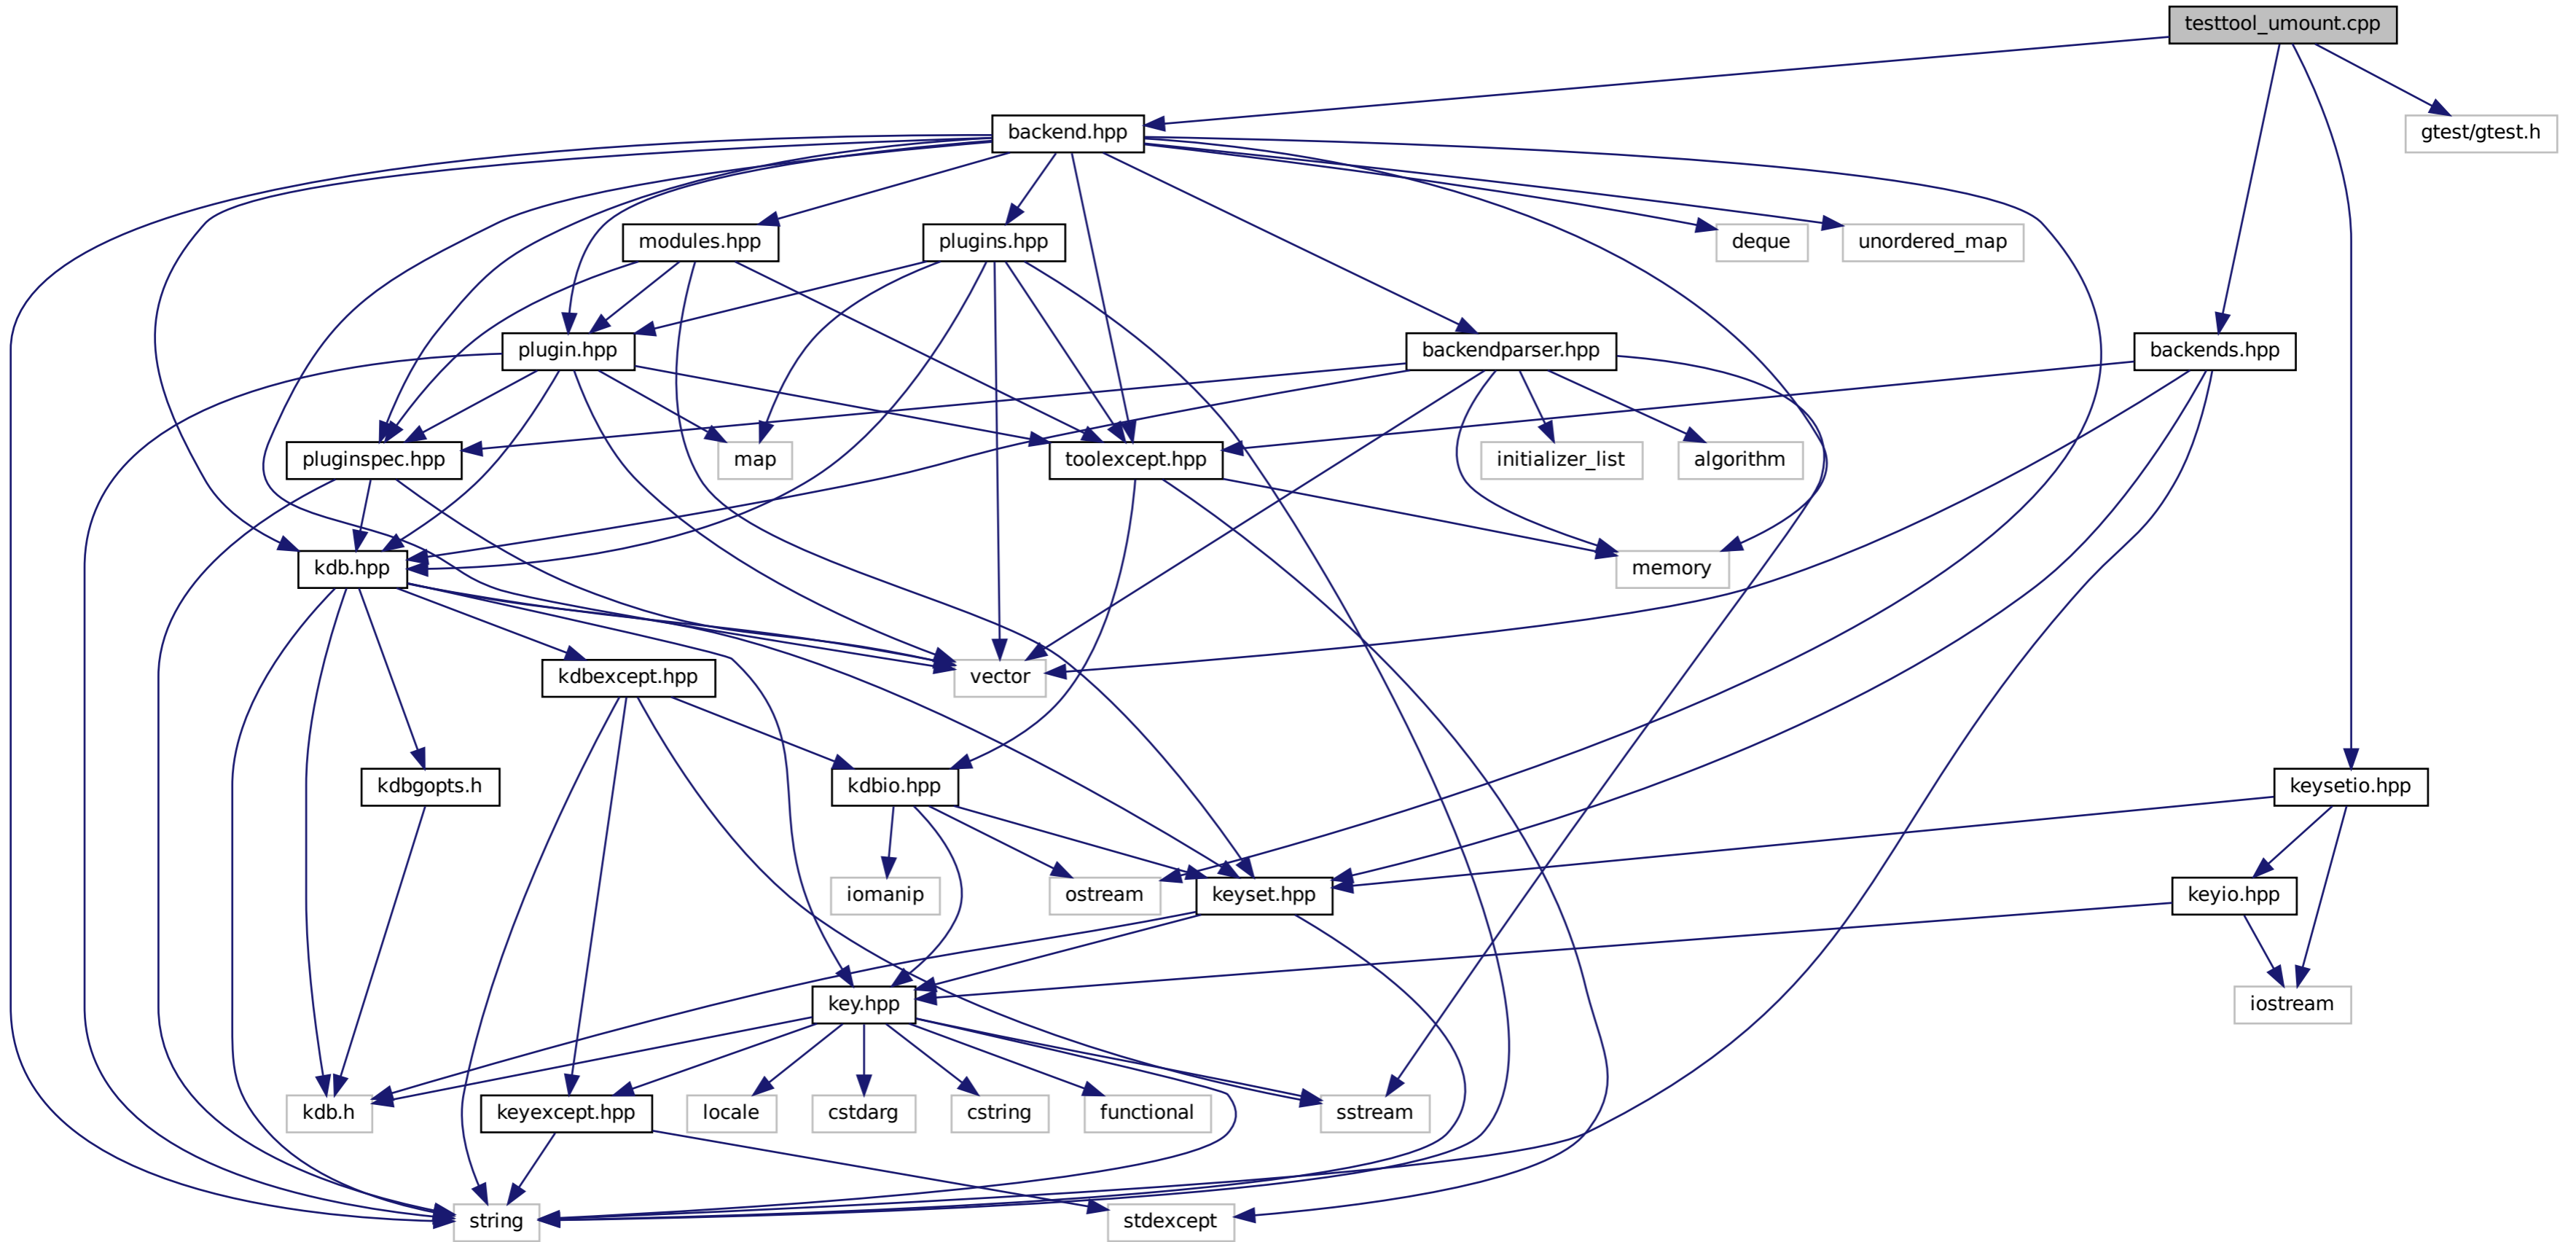 testtool_umount.cpp
backend.hpp
gtest/gtest.h
modules.hpp
plugins.hpp
deque
unordered_map
plugin.hpp
backendparser.hpp
backends.hpp
pluginspec.hpp
map
toolexcept.hpp
initializer_list
algorithm
kdb.hpp
memory
kdbexcept.hpp
vector
kdbgopts.h
kdbio.hpp
keysetio.hpp
iomanip
ostream
keyset.hpp
keyio.hpp
key.hpp
iostream
kdb.h
keyexcept.hpp
locale
cstdarg
cstring
functional
sstream
string
stdexcept